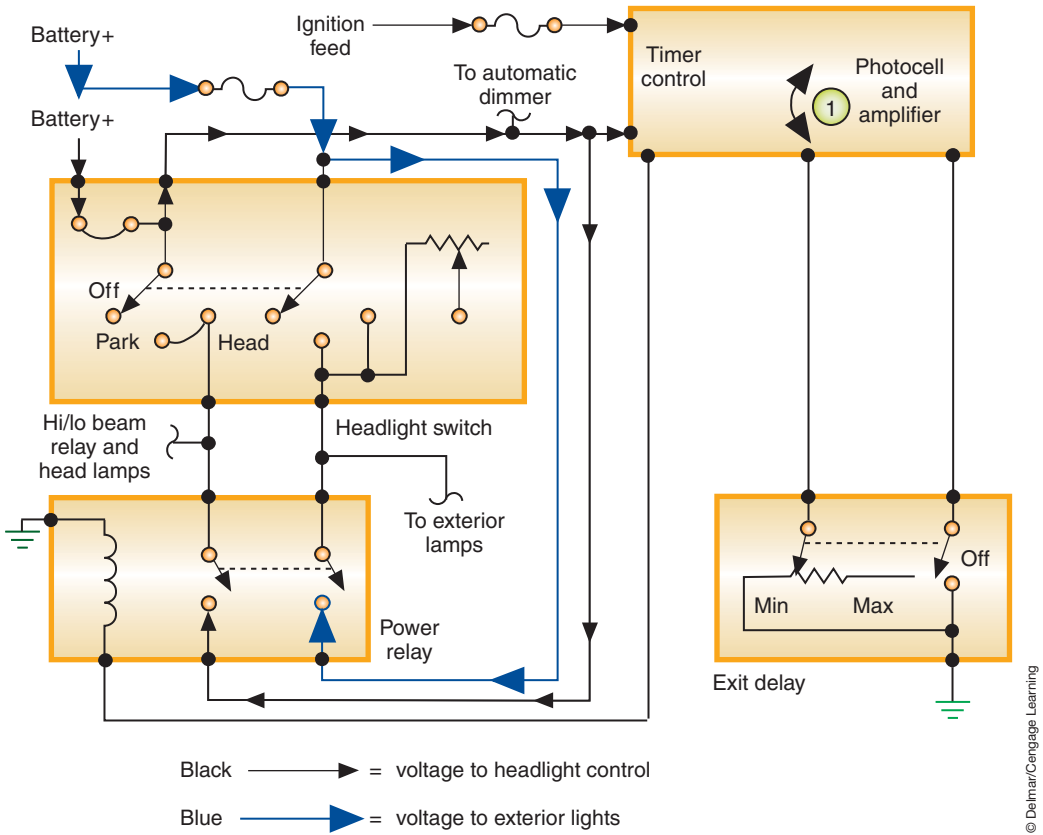 Battery+
Ignition
feed
Timer
control
Photocell
and
amplifier
1
To automatic
dimmer
Battery+
Off
Park
Head
Hi/lo beam
relay and
head lamps
Headlight switch
To exterior
lamps
Power
relay
Off
Min
Max
Exit delay
Black = voltage to headlight control
Blue = voltage to exterior lights
© Delmar/Cengage Learning